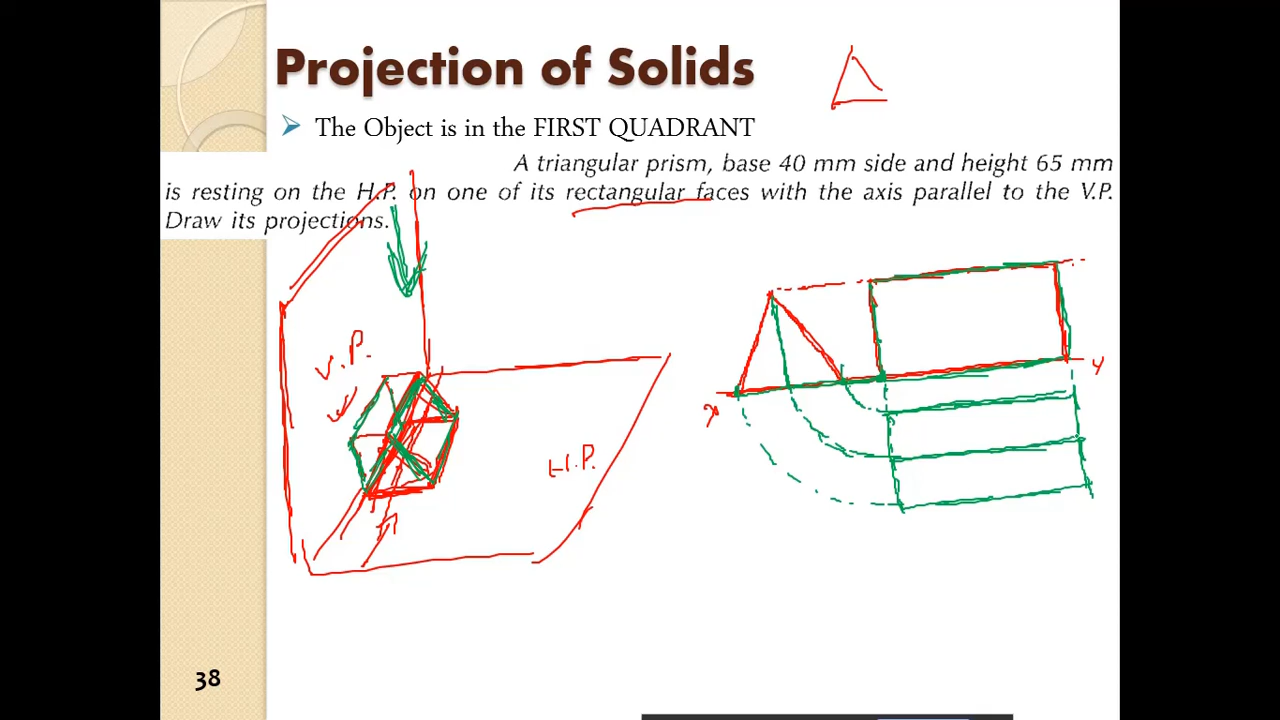 Projection of Solids
The Object is in the FIRST QUADRANT
A triangular prism, base 40 mm side and height 65 mm
is resting on the H.P. on one of its rectangular faces with the axis parallel to the V.P.
Draw its projections.
V.P.
H.P.
x
y
38